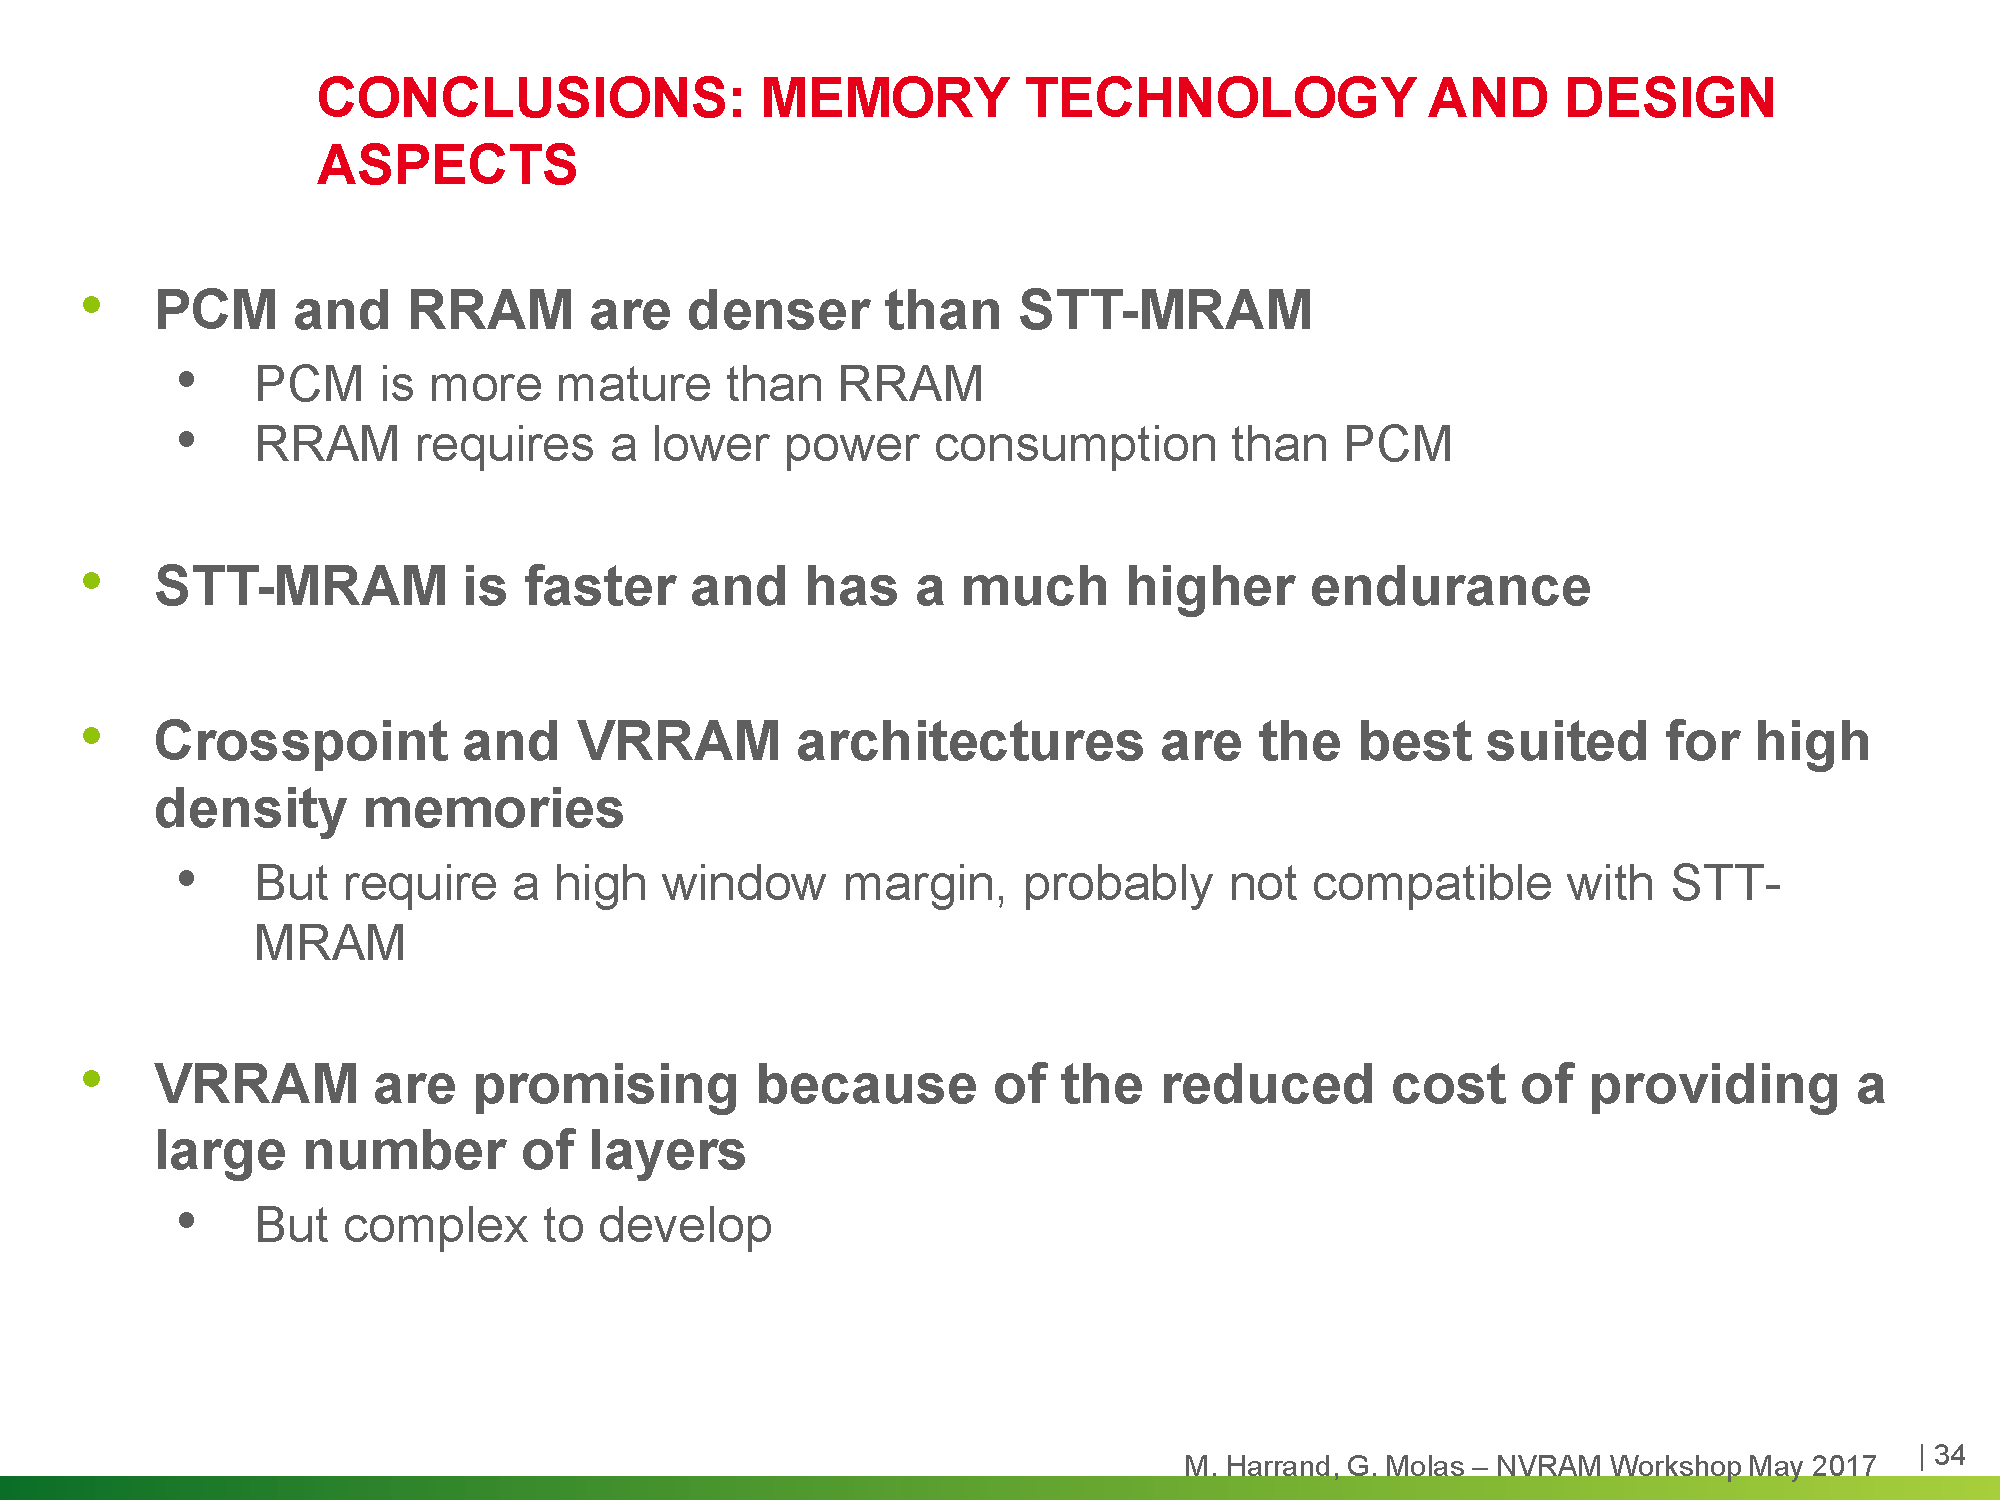 CONCLUSIONS: MEMORY TECHNOLOGY AND DESIGN
ASPECTS
• PCM and RRAM are denser than STT-MRAM
• PCM is more mature than RRAM
• RRAM requires a lower power consumption than PCM
• STT-MRAM is faster and has a much higher endurance
• Crosspoint and VRRAM architectures are the best suited for high
density memories
• But require a high window margin, probably not compatible with STT-
MRAM
• VRRAM are promising because of the reduced cost of providing a
large number of layers
• But complex to develop
M. Harrand, G. Molas – NVRAM Workshop May 2017
| 34